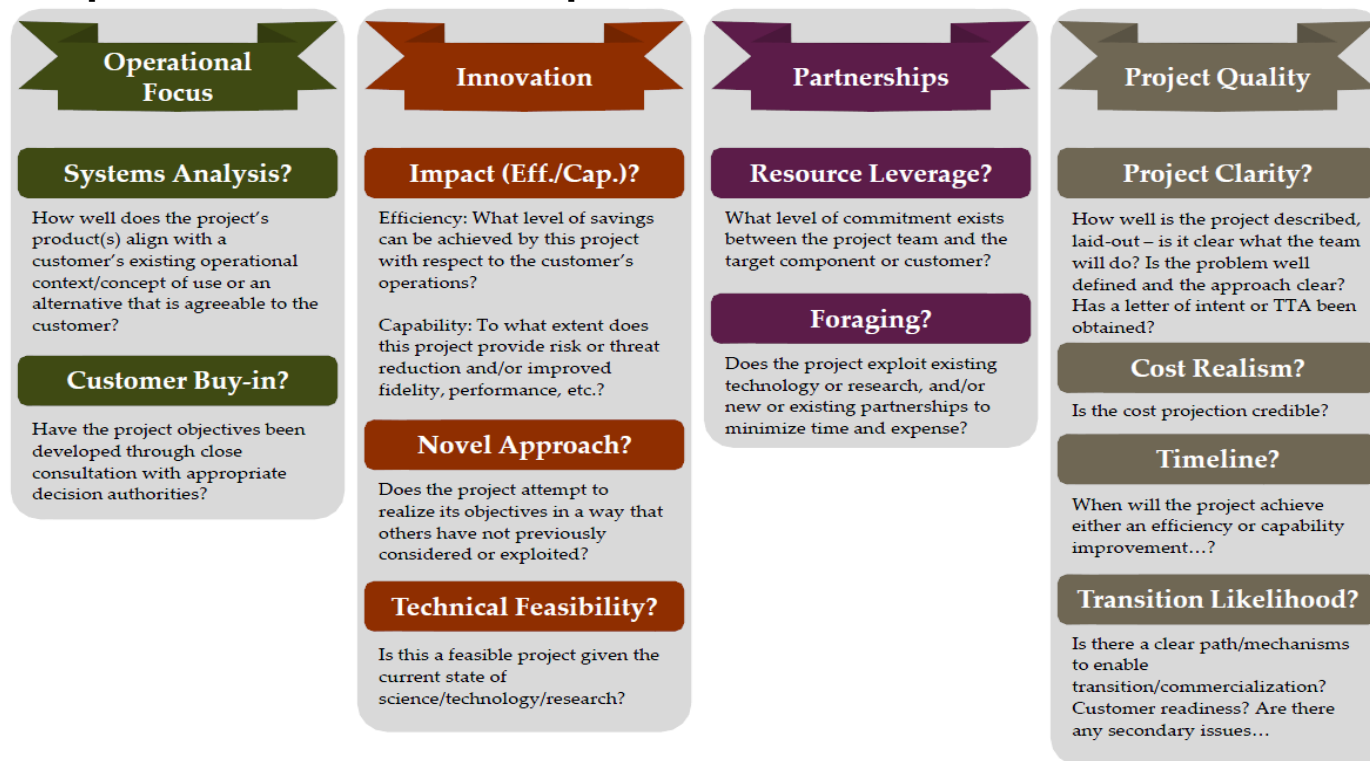 Operational
Focus
Systems Analysis?
How well does the project's
product(s) align with a
customer's existing operational
context/concept of use or an
alternative that is agreeable to the
customer?
Customer Buy-in?
Have the project objectives been
developed through close
consultation with appropriate
decision authorities?
Innovation
Impact (Eff./Cap.)?
Efficiency: What level of savings
can be achieved by this project
with respect to the customer's
operations?
Capability: To what extent does
this project provide risk or threat
reduction and/or improved
fidelity, performance, etc.?
Novel Approach?
Does the project attempt to
realize its objectives in a way that
others have not previously
considered or exploited?
Technical Feasibility?
Is this a feasible project given the
current state of
science/technology/research?
Partnerships
Resource Leverage?
What level of commitment exists
between the project team and the
target component or customer?
Foraging?
Does the project exploit existing
technology or research, and/or
new or existing partnerships to
minimize time and expense?
Project Quality
Project Clarity?
How well is the project described,
laid-out – is it clear what the team
will do? Is the problem well
defined and the approach clear?
Has a letter of intent or TTA been
obtained?
Cost Realism?
Is the cost projection credible?
Timeline?
When will the project achieve
either an efficiency or capability
improvement…?
Transition Likelihood?
Is there a clear path/mechanisms
to enable
transition/commercialization?
Customer readiness? Are there
any secondary issues…